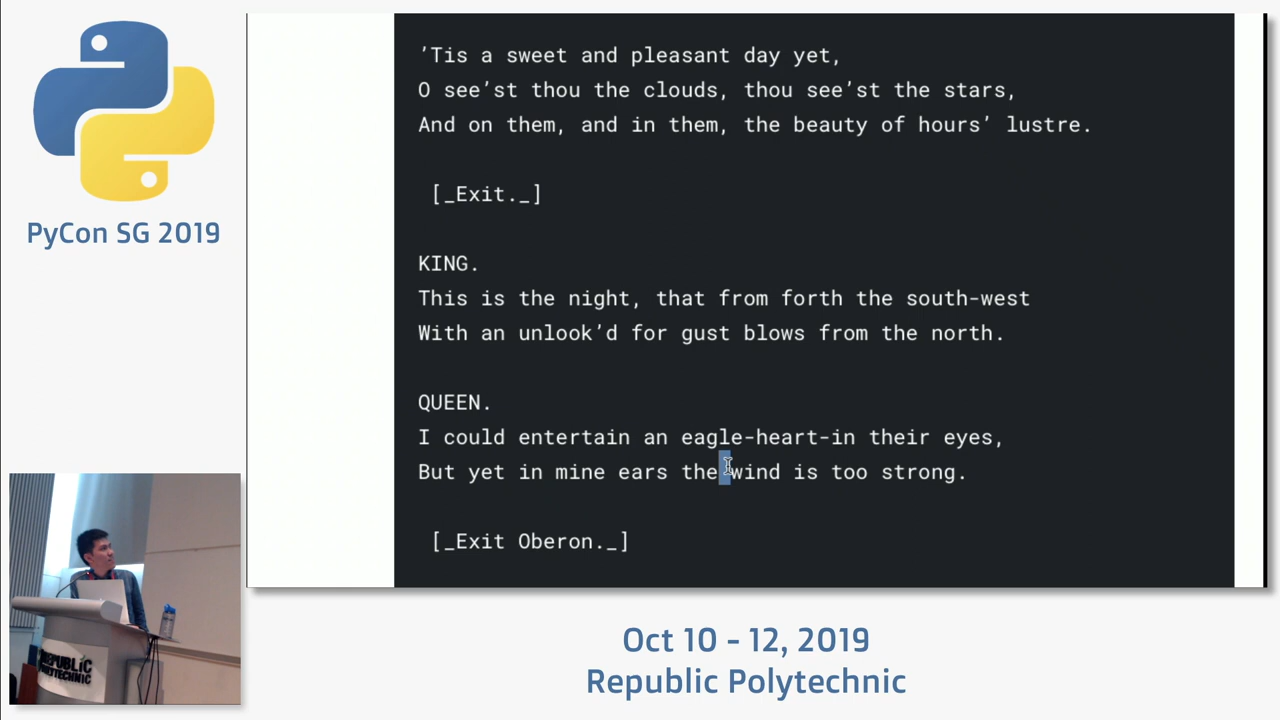 PyCon SG 2019
’Tis a sweet and pleasant day yet,
O see’st thou the clouds, thou see’st the stars,
And on them, and in them, the beauty of hours’ lustre.
[_Exit._]
KING.
This is the night, that from forth the south-west
With an unlook’d for gust blows from the north.
QUEEN.
I could entertain an eagle-heart-in their eyes,
But yet in mine ears the wind is too strong.
[_Exit Oberon._]
REPUBLIC
POLYTECHNIC
Oct 10 - 12, 2019
Republic Polytechnic